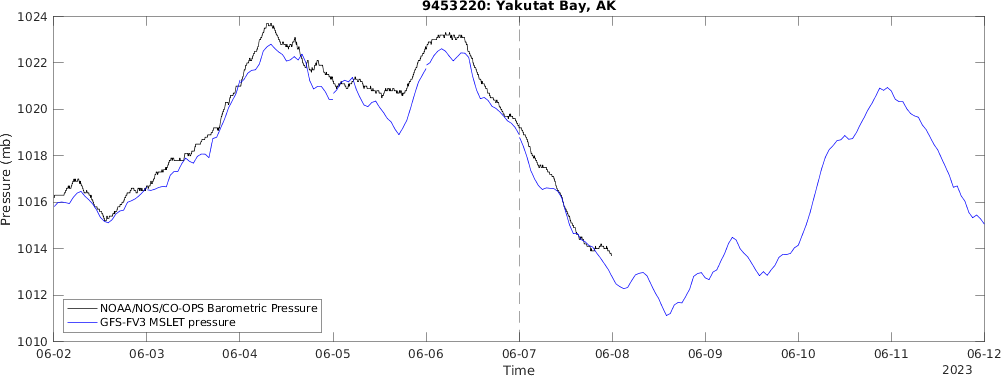 9453220: Yakutat Bay, AK
Pressure (mb)
1024
1022
1020
1018
1016
1014
1012
1010
NOAA/NOS/CO-OPS Barometric Pressure
GFS-FV3 MSLET pressure
06-02 06-03 06-04 06-05 06-06 06-07 06-08 06-09 06-10 06-11 06-12
Time
2023